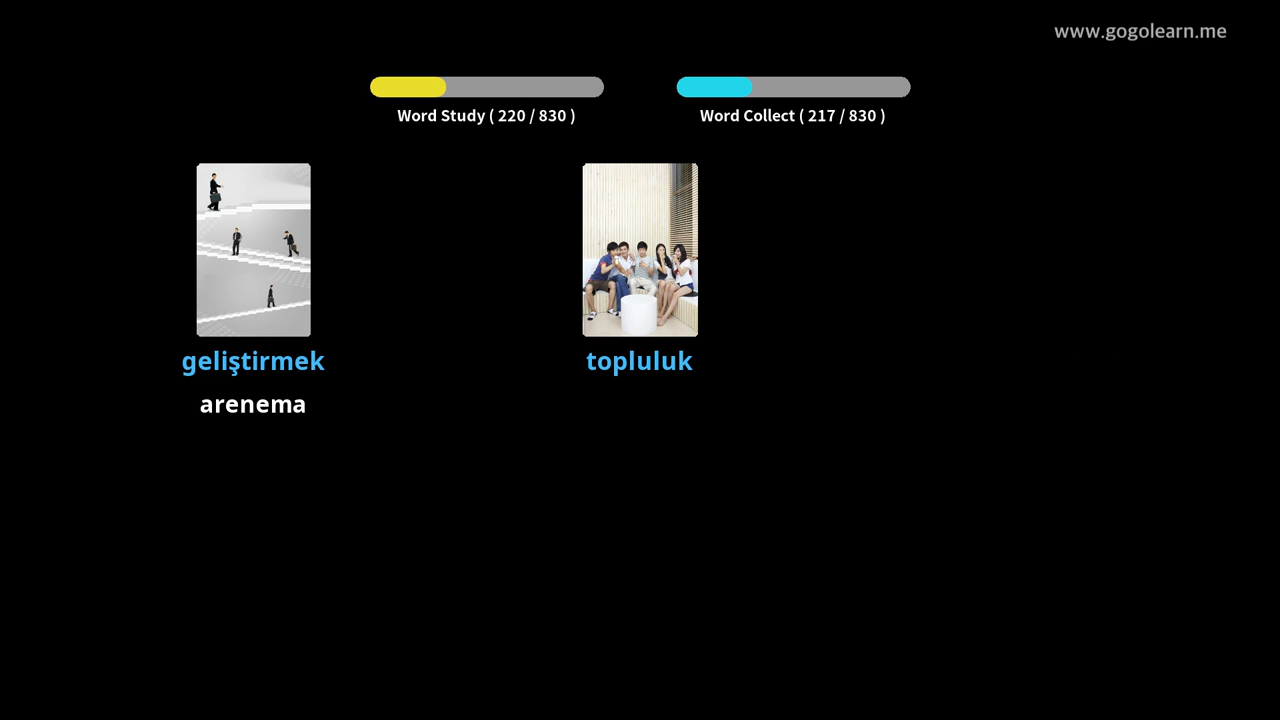 www.gogolearn.me
Word Study ( 220 / 830 )
Word Collect ( 217 / 830 )
geliştirmek
arenema
topluluk